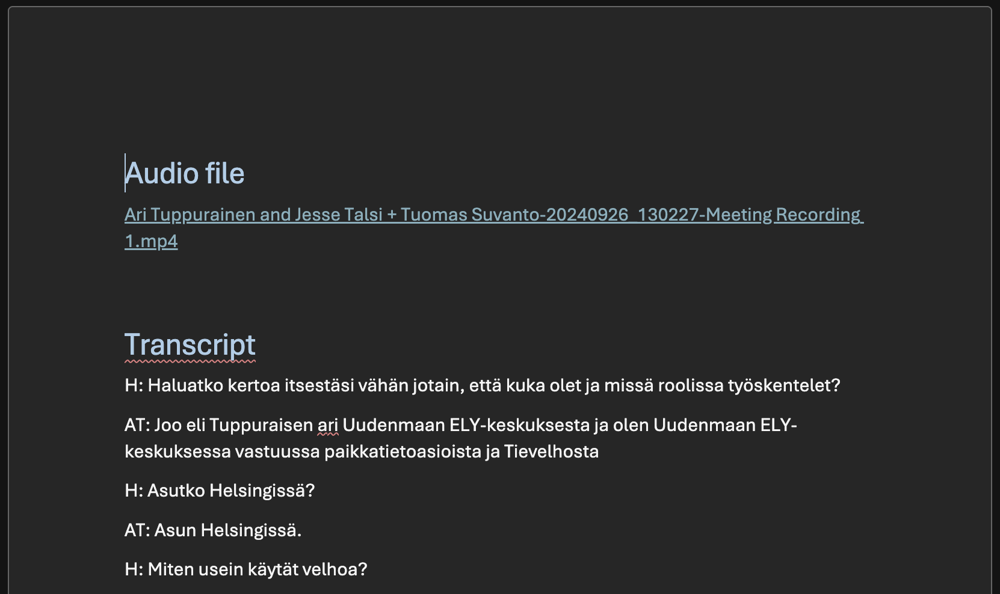 Audio file
Ari Tuppurainen and Jesse Talsi + Tuomas Suvanto-20240926_130227-Meeting Recording
1.mp4
Transcript
H: Haluatko kertoa itsestäsi vähän jotain, että kuka olet ja missä roolissa työskentelet?
AT: Joo eli Tuppuraisen ari Uudenmaan ELY-keskuksesta ja olen Uudenmaan ELY-
keskuksessa vastuussa paikkatietoasioista ja Tievelhosta
H: Asutko Helsingissä?
AT: Asun Helsingissä.
H: Miten usein käytät velhoa?